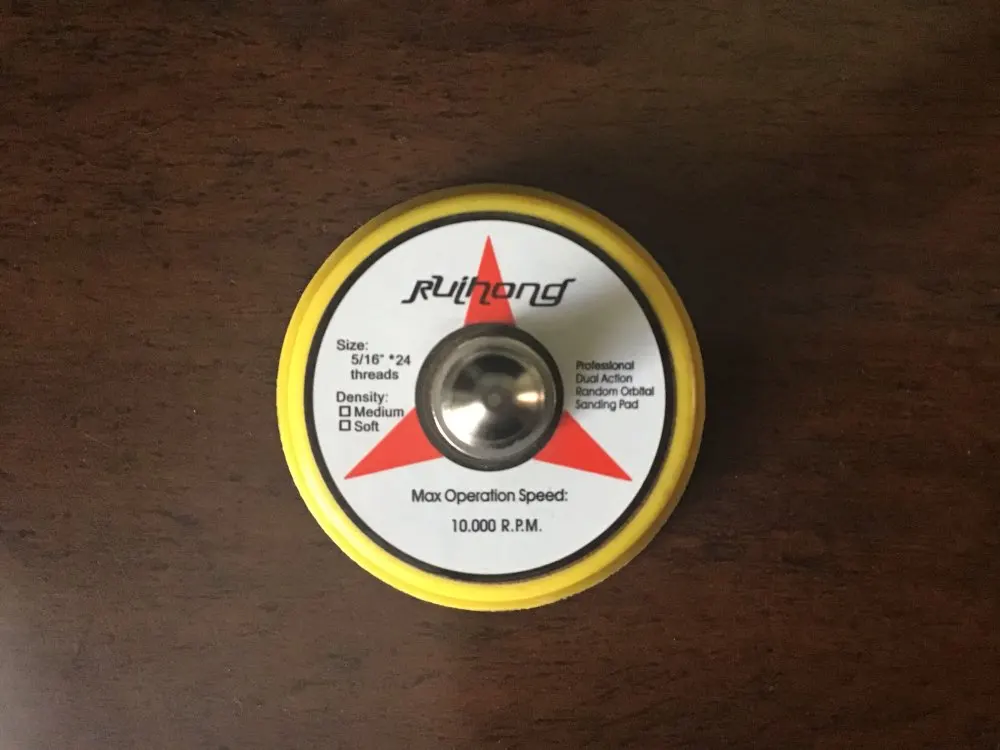 Ruihong
Size:
5/16" *24
threads
Density:
☐ Medium
☐ Soft
Professional
Dual Action
Random Orbital
Sanding Pad
Max Operation Speed:
10.000 R.P.M.